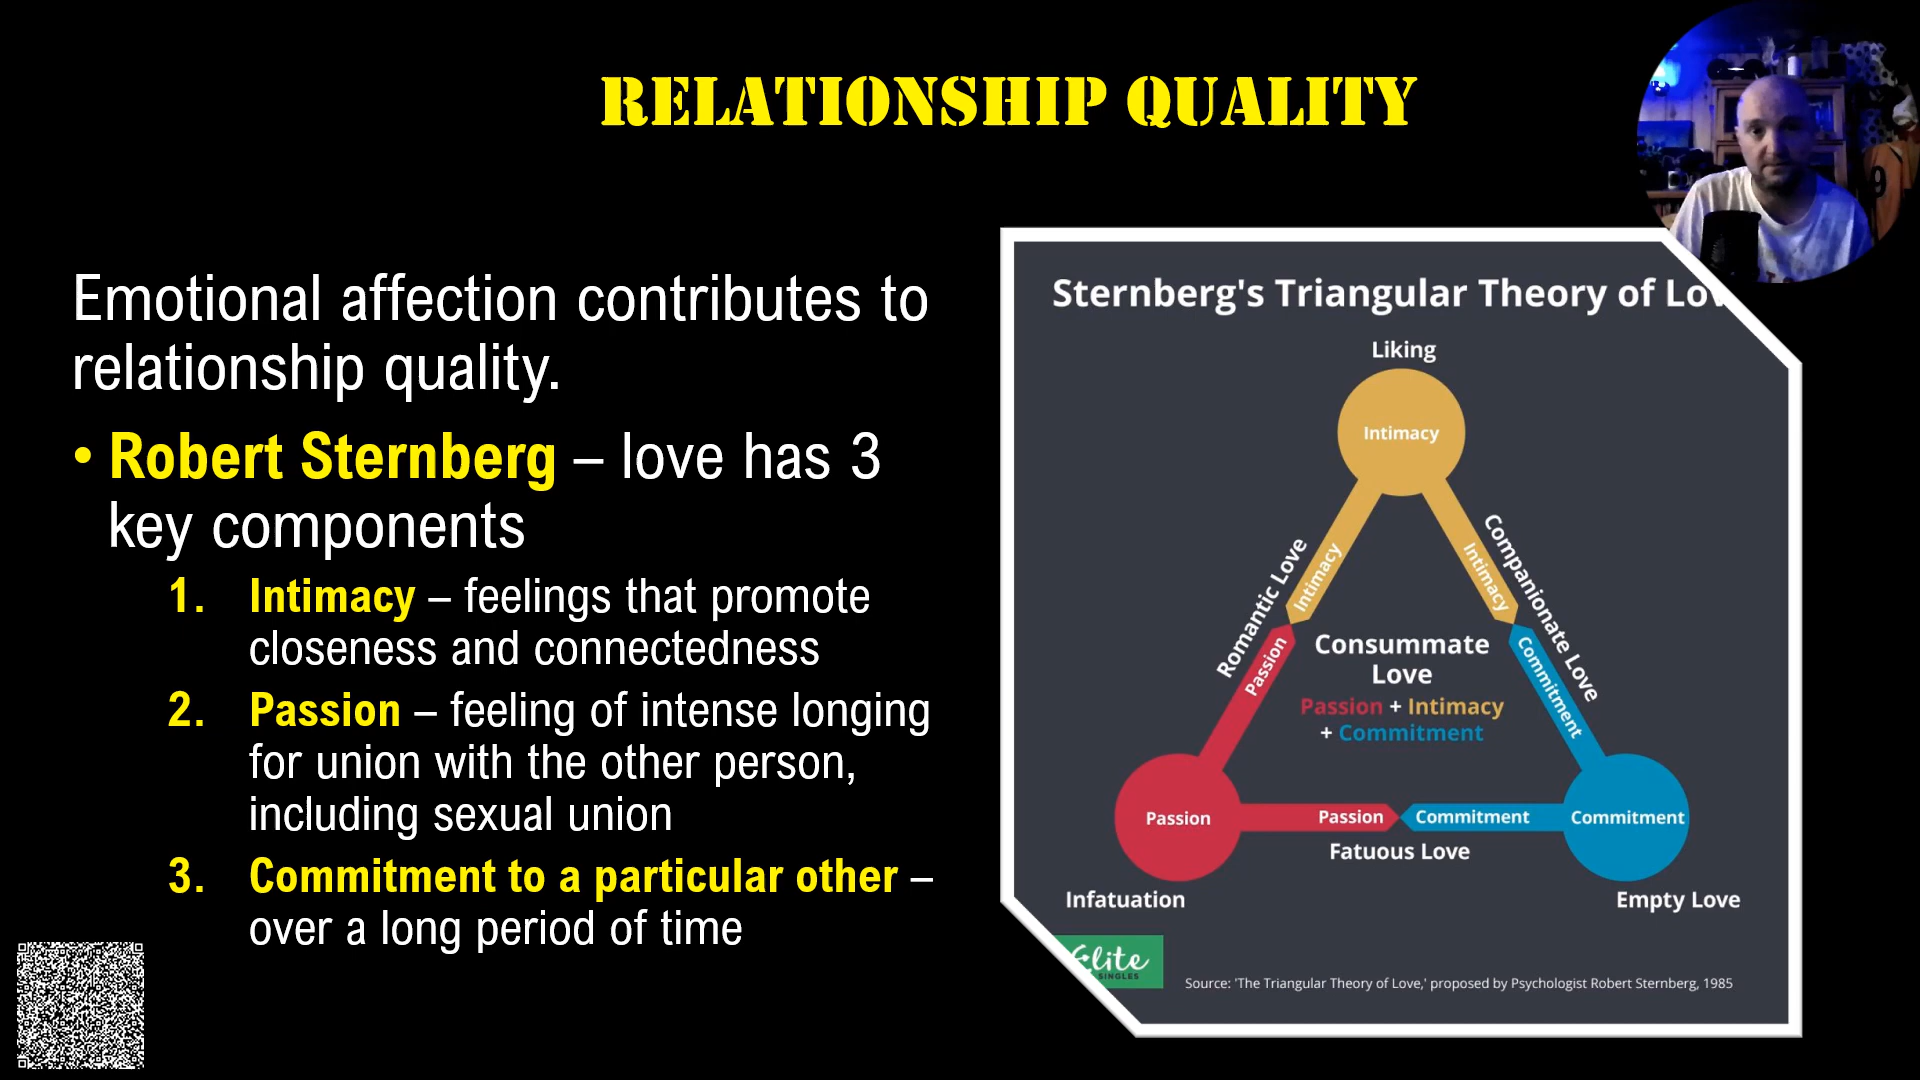 RELATIONSHIP QUALITY
Emotional affection contributes to
relationship quality.
• Robert Sternberg – love has 3
key components
1. Intimacy – feelings that promote
closeness and connectedness
2. Passion – feeling of intense longing
for union with the other person,
including sexual union
3. Commitment to a particular other –
over a long period of time
Sternberg's Triangular Theory of Lov
Liking
Intimacy
Romantic Love
Intimacy
Passion
Intimacy
Commitment
Companionate Love
Consummate
Love
Passion + Intimacy
+ Commitment
Passion
Passion
Commitment
Commitment
Fatuous Love
Infatuation
Empty Love
Elite
SINGLES
Source: 'The Triangular Theory of Love,' proposed by Psychologist Robert Sternberg, 1985
9